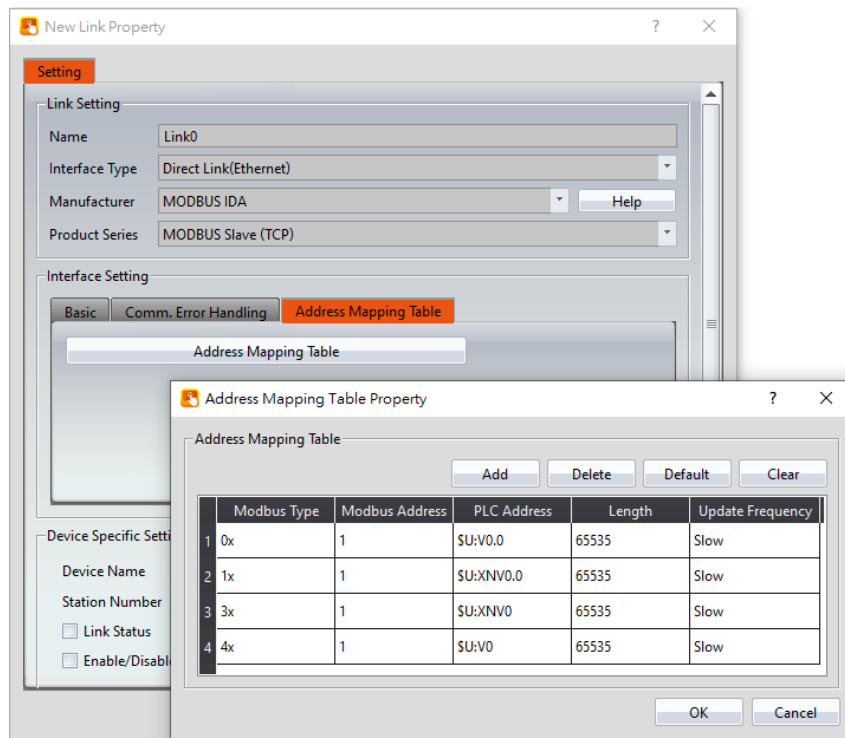 New Link Property ?
Setting
Link Setting
Name Link0
Interface Type Direct Link(Ethernet)
Manufacturer MODBUS IDA Help
Product Series MODBUS Slave (TCP)
Interface Setting
Basic Comm. Error Handling Address Mapping Table
Address Mapping Table
Address Mapping Table Property ?
Address Mapping Table
Add Delete Default Clear
Modbus Type Modbus Address PLC Address Length Update Frequency
1 0x 1 $U:V0.0 65535 Slow
2 1x 1 $U:XNV0.0 65535 Slow
3 3x 1 $U:XNV0 65535 Slow
4 4x 1 $U:V0 65535 Slow
OK Cancel
Device Specific Setti
Device Name
Station Number
Link Status
Enable/Disabl